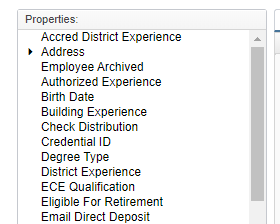 Properties:
Accred District Experience
Address
Employee Archived
Authorized Experience
Birth Date
Building Experience
Check Distribution
Credential ID
Degree Type
District Experience
ECE Qualification
Eligible For Retirement
Email Direct Deposit